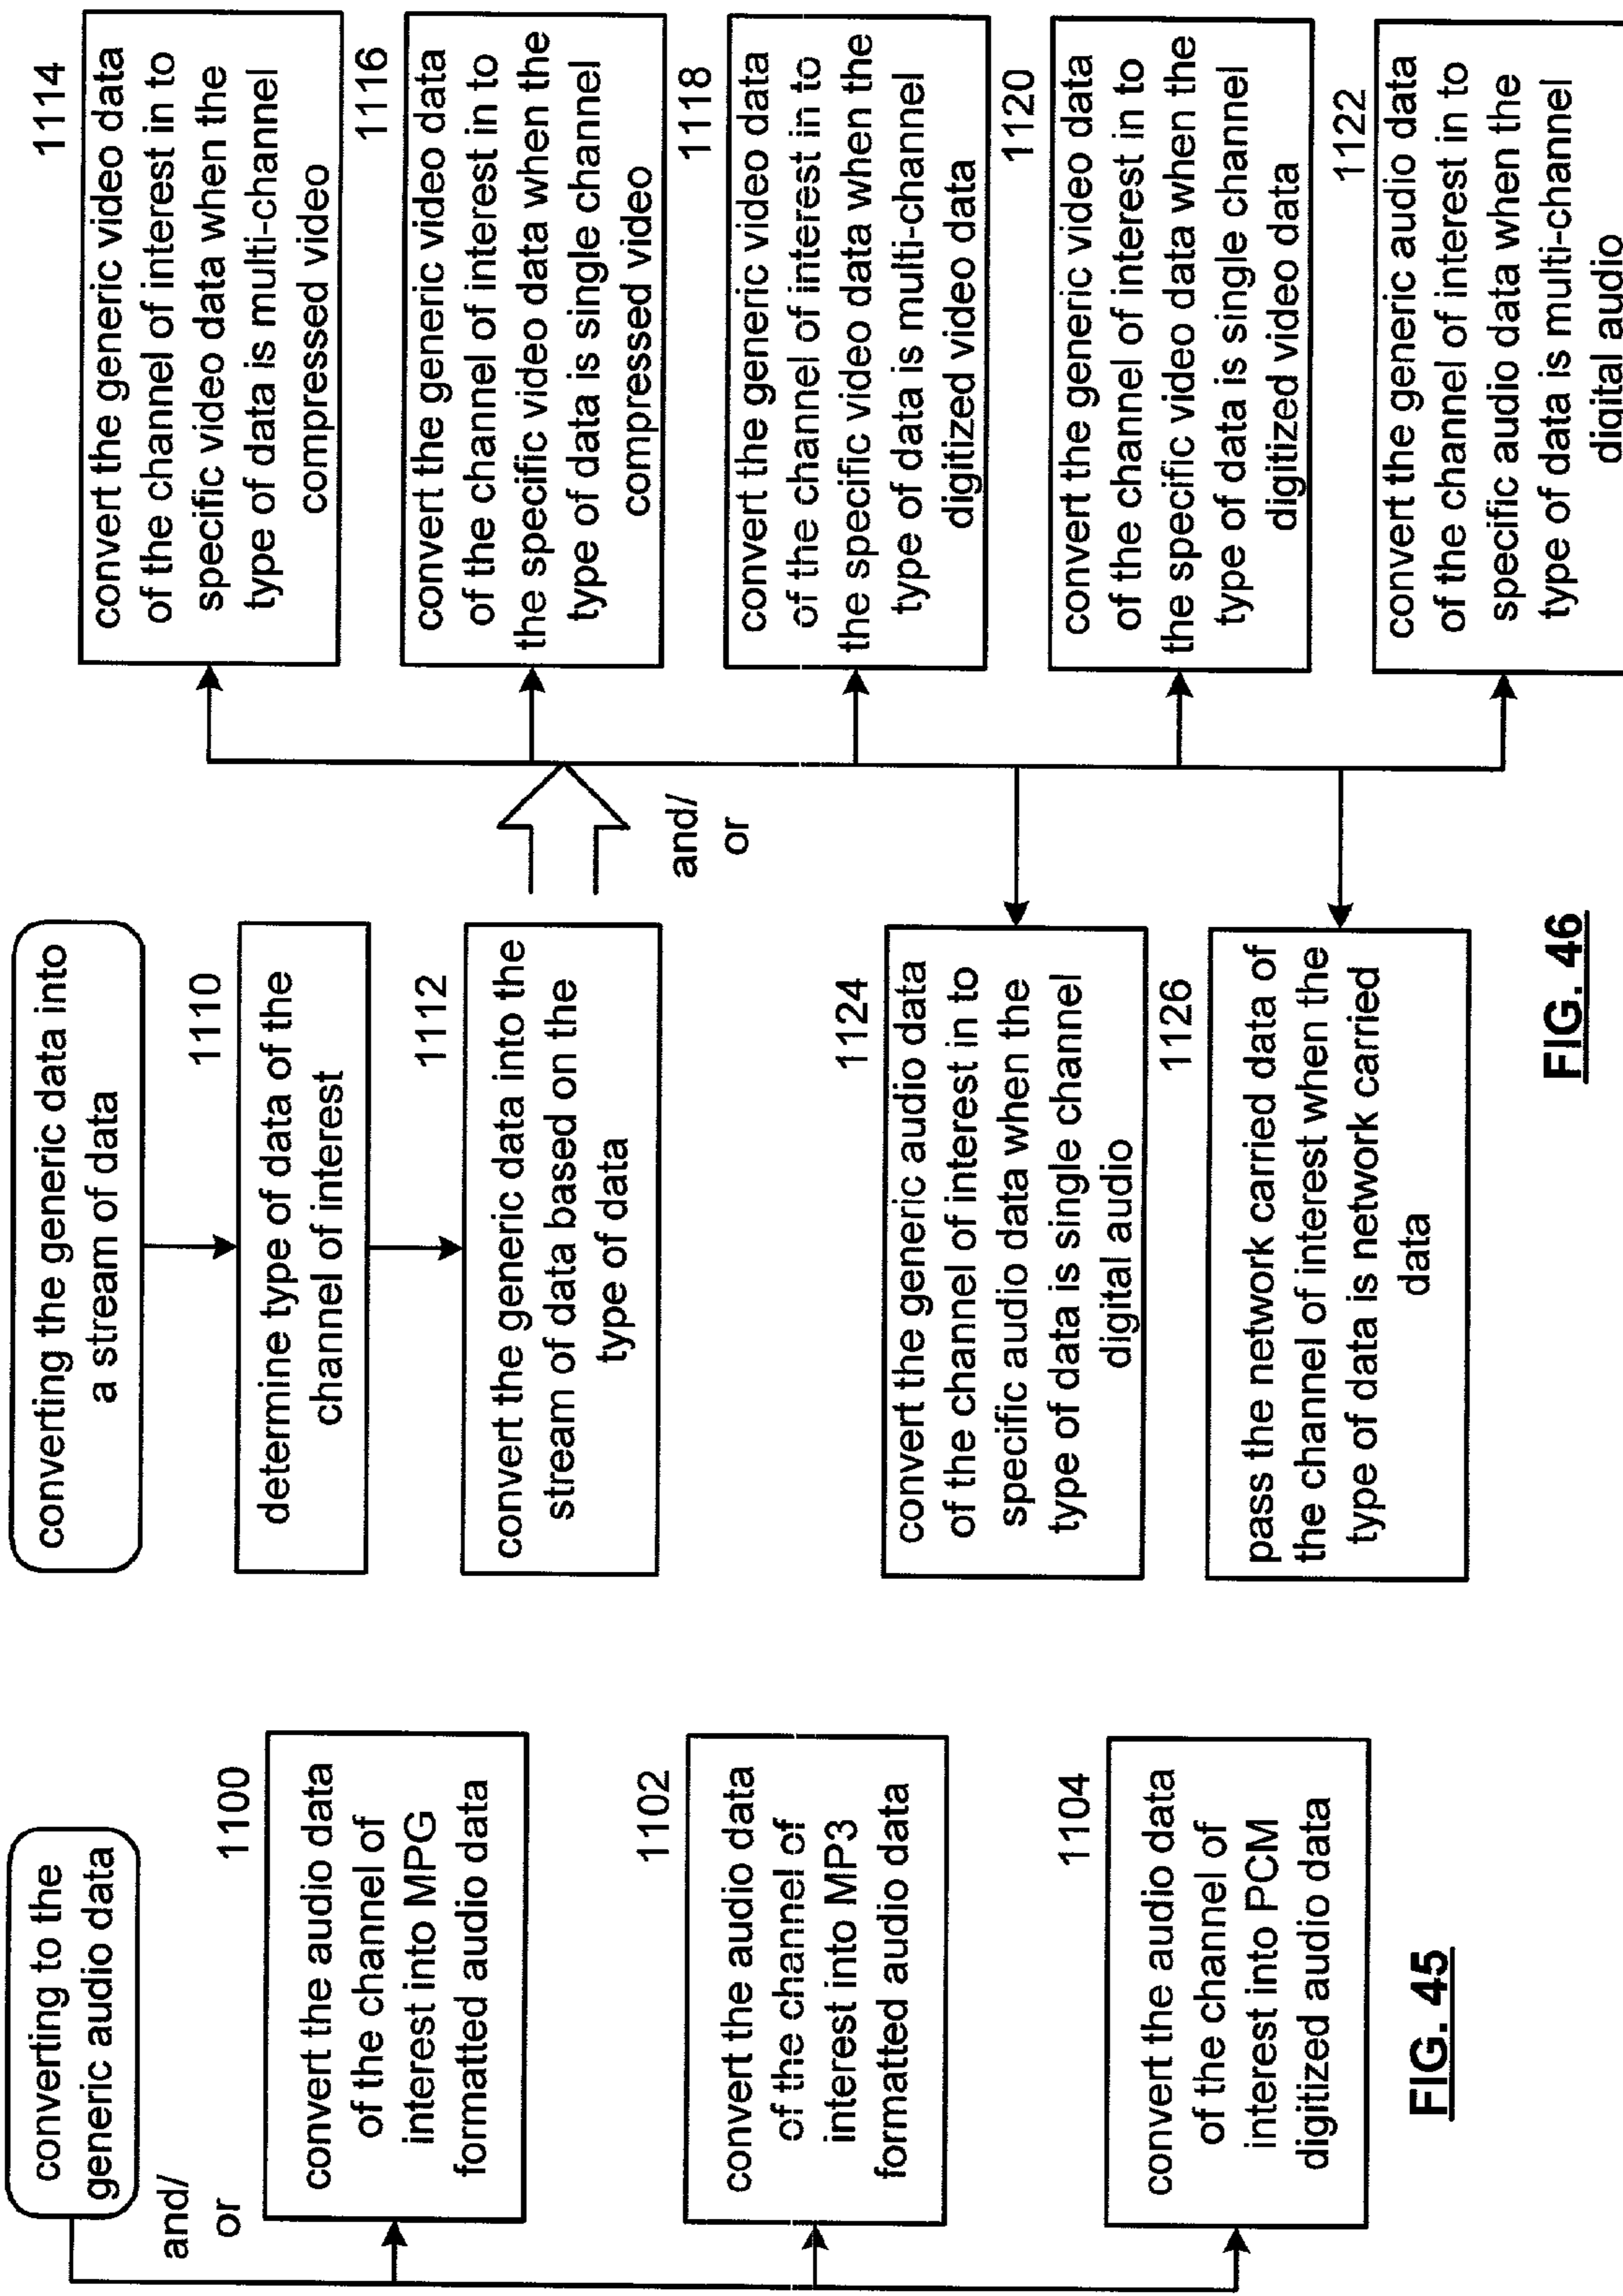 converting to the
generic audio data
and/
or
1100
convert the audio data
of the channel of
interest into MPG
formatted audio data
1102
convert the audio data
of the channel of
interest into MP3
formatted audio data
1104
convert the audio data
of the channel of
interest into PCM
digitized audio data
FIG. 45
converting the generic data into
a stream of data
1110
determine type of data of the
channel of interest
1112
convert the generic data into the
stream of data based on the
type of data
and/
or
1114
convert the generic video data
of the channel of interest in to
specific video data when the
type of data is multi-channel
compressed video
1116
convert the generic video data
of the channel of interest in to
the specific video data when the
type of data is single channel
compressed video
1118
convert the generic video data
of the channel of interest in to
the specific video data when the
type of data is multi-channel
digitized video data
1120
convert the generic video data
of the channel of interest in to
the specific video data when the
type of data is single channel
digitized video data
1122
convert the generic audio data
of the channel of interest in to
specific audio data when the
type of data is multi-channel
digital audio
1124
convert the generic audio data
of the channel of interest in to
specific audio data when the
type of data is single channel
digital audio
1126
pass the network carried data of
the channel of interest when the
type of data is network carried
data
FIG. 46